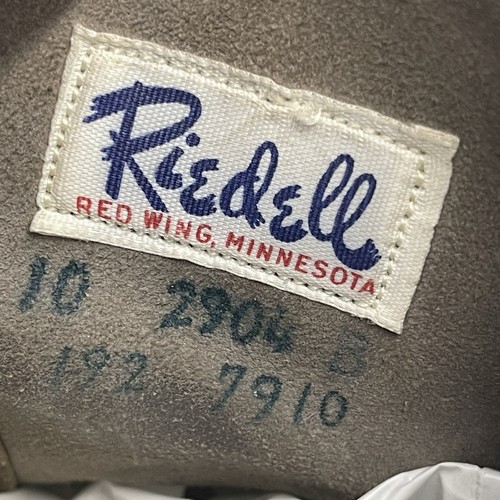 Riedell
RED WING, MINNESOTA
10 2904 B
192 7910